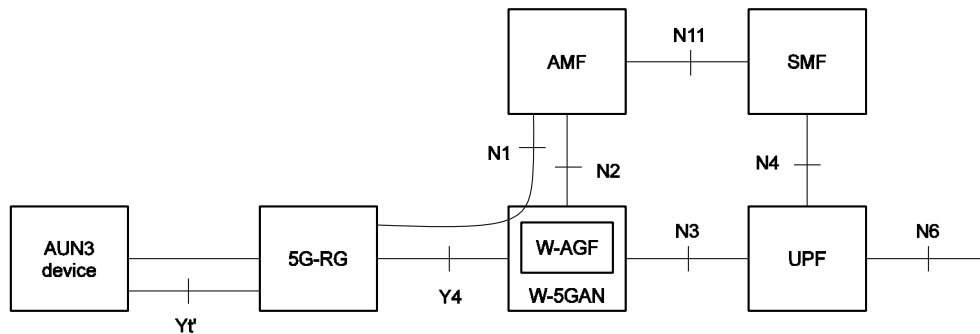 N11
AMF
SMF
N1
N2
N4
AUN3
device
5G-RG
W-AGF
W-5GAN
N3
UPF
N6
Yt'
Y4